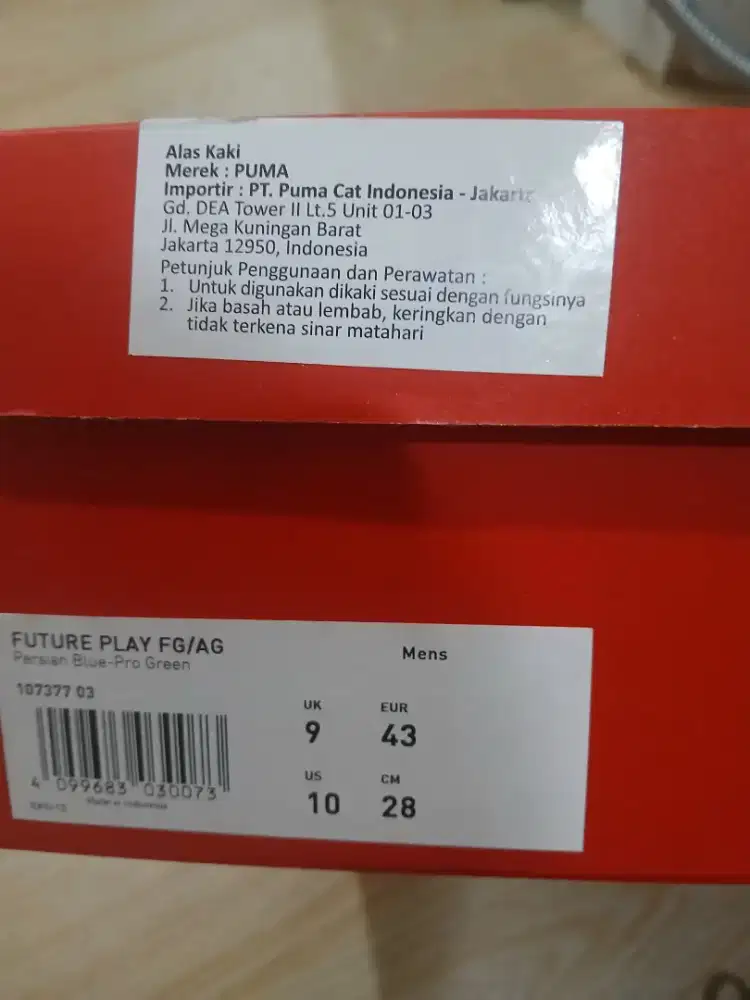 Alas Kaki
Merek : PUMA
Importir : PT. Puma Cat Indonesia - Jakarta
Gd. DEA Tower II Lt.5 Unit 01-03
Jl. Mega Kuningan Barat
Jakarta 12950, Indonesia
Petunjuk Penggunaan dan Perawatan :
1. Untuk digunakan dikaki sesuai dengan fungsinya
2. Jika basah atau lembab, keringkan dengan
tidak terkena sinar matahari
FUTURE PLAY FG/AG
Persian Blue-Pro Green
Mens
107377 03
UK
9
EUR
43
US
10
CM
28
4 099683 030073
Made in Indonesia